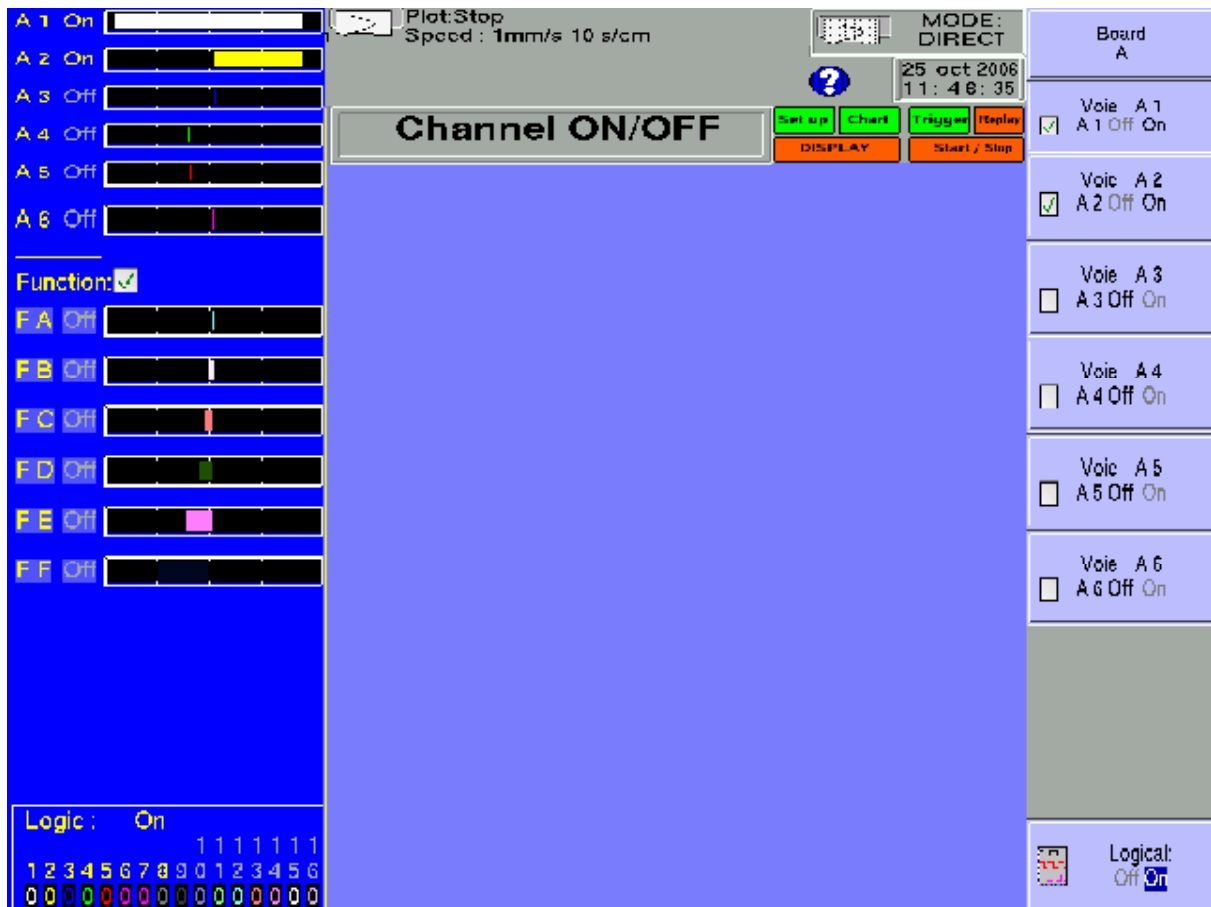 A 1 On
A 2 On
A 3 Off
A 4 Off
A 5 Off
A 6 Off
Function:
F A Off
F B Off
F C Off
F D Off
F E Off
F F Off
Logic : On
1 1 1 1 1 1 1
1 2 3 4 5 6 7 8 9 0 1 2 3 4 5 6
0 0 0 0 0 0 0 0 0 0 0 0 0 0 0 0
Plot:Stop
Speed : 1mm/s 10 s/cm
MODE:
DIRECT
?
25 oct 2006
11: 46: 35
Channel ON/OFF
Set up Chart Trigger Replay
DISPLAY Start / Stop
Board
A
Voie A 1
A 1 Off On
Voie A 2
A 2 Off On
Voie A 3
A 3 Off On
Voie A 4
A 4 Off On
Voie A 5
A 5 Off On
Voie A 6
A 6 Off On
Logical:
Off On